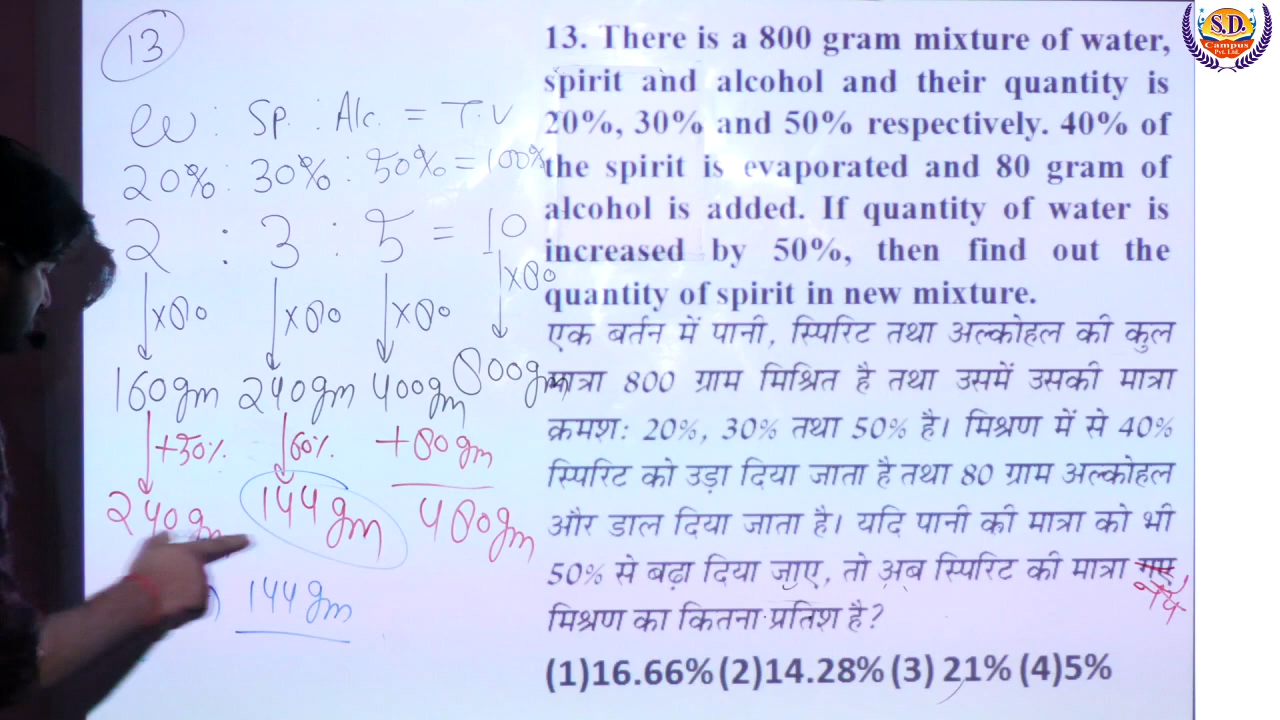 13
W : Sp. : Alc. = T.V
20% : 30% : 50% = 100%
2 : 3 : 5 = 10
×80 ×80 ×80 ×80
160gm 240gm 400gm 800gm
+50% 60% +80gm
240gm 144gm 480gm
144gm
13. There is a 800 gram mixture of water,
spirit and alcohol and their quantity is
20%, 30% and 50% respectively. 40% of
the spirit is evaporated and 80 gram of
alcohol is added. If quantity of water is
increased by 50%, then find out the
quantity of spirit in new mixture.
एक बर्तन में पानी, स्पिरिट तथा अल्कोहल की कुल
मात्रा 800 ग्राम मिश्रित है तथा उसमें उसकी मात्रा
क्रमश: 20%, 30% तथा 50% है। मिश्रण में से 40%
स्पिरिट को उड़ा दिया जाता है तथा 80 ग्राम अल्कोहल
और डाल दिया जाता है। यदि पानी की मात्रा को भी
50% से बढ़ा दिया जाए, तो अब स्पिरिट की मात्रा गए
नये
मिश्रण का कितना प्रतिश है?
(1)16.66% (2)14.28% (3) 21% (4)5%
S.D.
Campus
Pvt. Ltd.